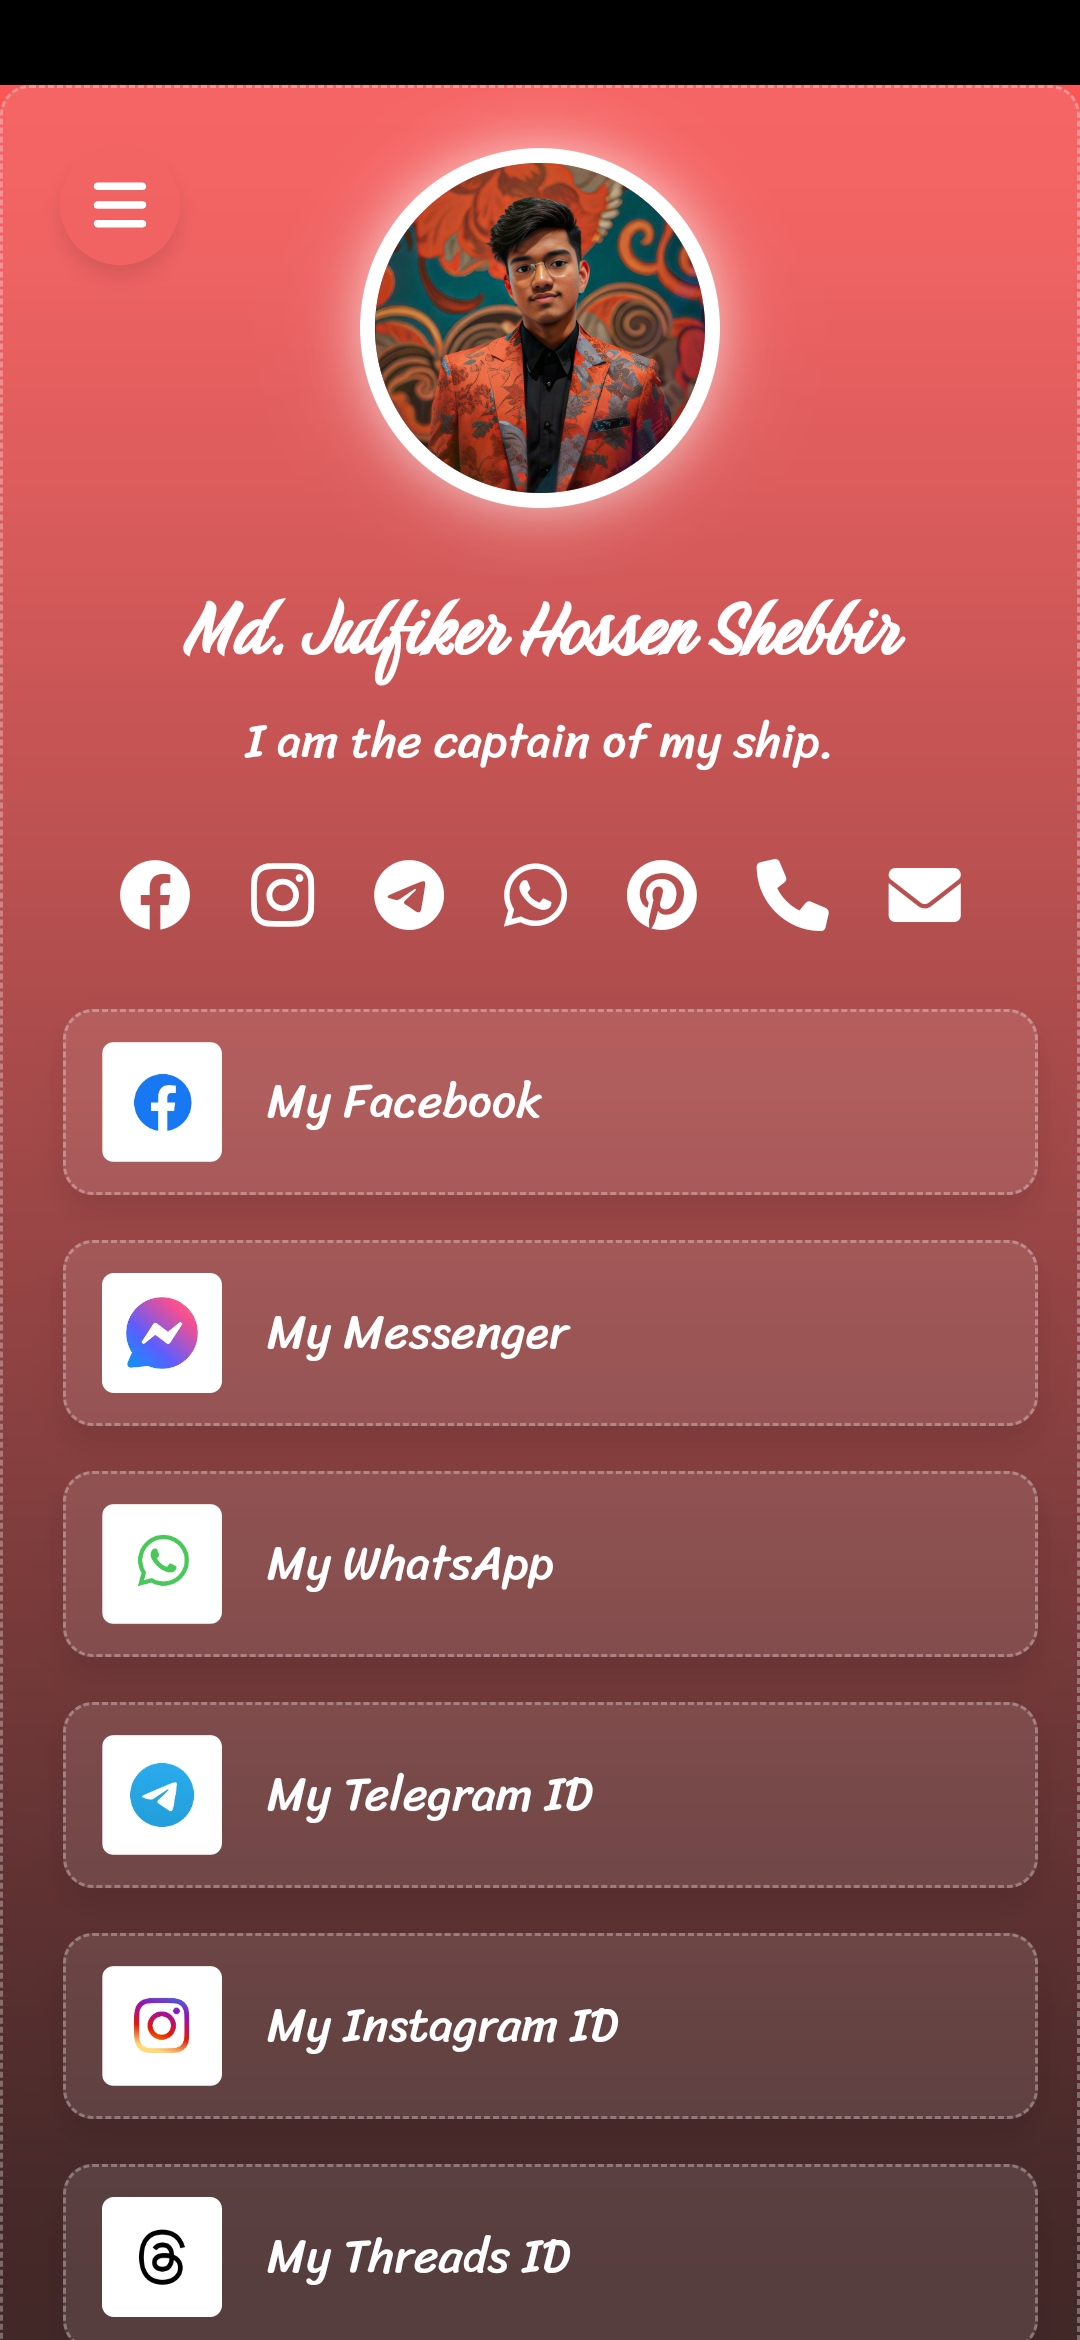 Md. Julfiker Hossen Shebbir
I am the captain of my ship.
My Facebook
My Messenger
My WhatsApp
My Telegram ID
My Instagram ID
My Threads ID